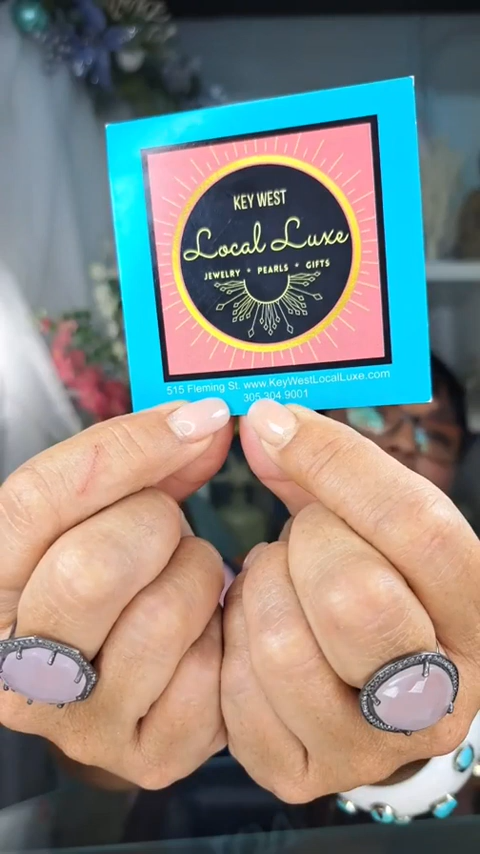 KEY WEST
Local Luxe
JEWELRY * PEARLS * GIFTS
515 Fleming St. www.KeyWestLocalLuxe.com
305.304.9001